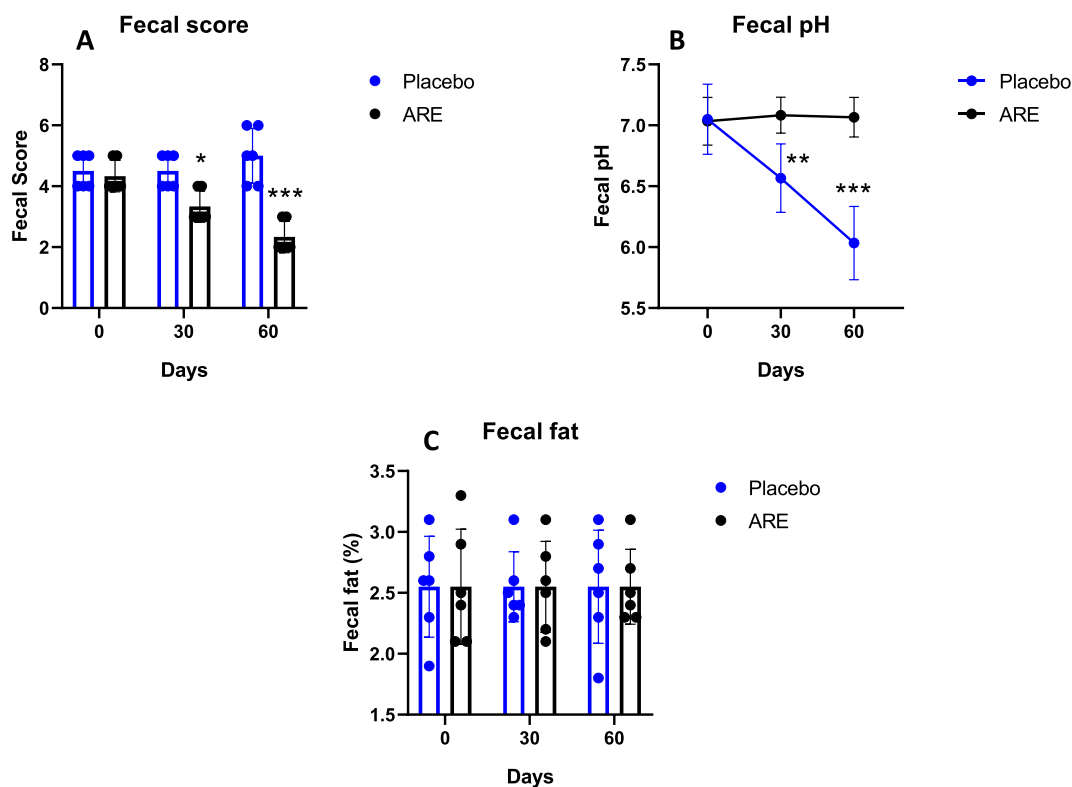 A
Fecal score
8
6
4
2
0
Fecal Score
*
***
0
30
60
Days
Placebo
ARE
B
Fecal pH
7.5
7.0
6.5
6.0
5.5
Fecal pH
**
***
0
30
60
Days
Placebo
ARE
C
Fecal fat
3.5
3.0
2.5
2.0
1.5
Fecal fat (%)
0
30
60
Days
Placebo
ARE